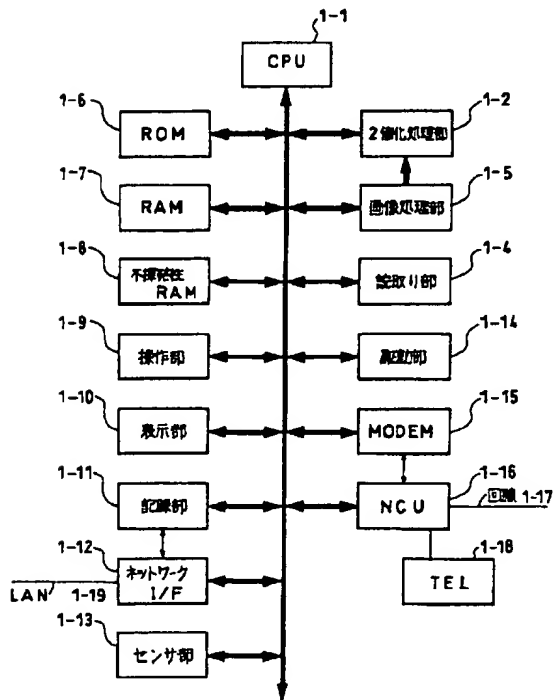 1-1
CPU
1-6
ROM
1-2
2値化処理部
1-7
RAM
1-5
画像処理部
1-8
不揮発性
RAM
1-4
読取り部
1-9
操作部
1-14
駆動部
1-10
表示部
1-15
MODEM
1-11
記録部
1-16
NCU
回線 1-17
1-12
ネットワーク
I/F
LAN
1-19
1-18
TEL
1-13
センサ部